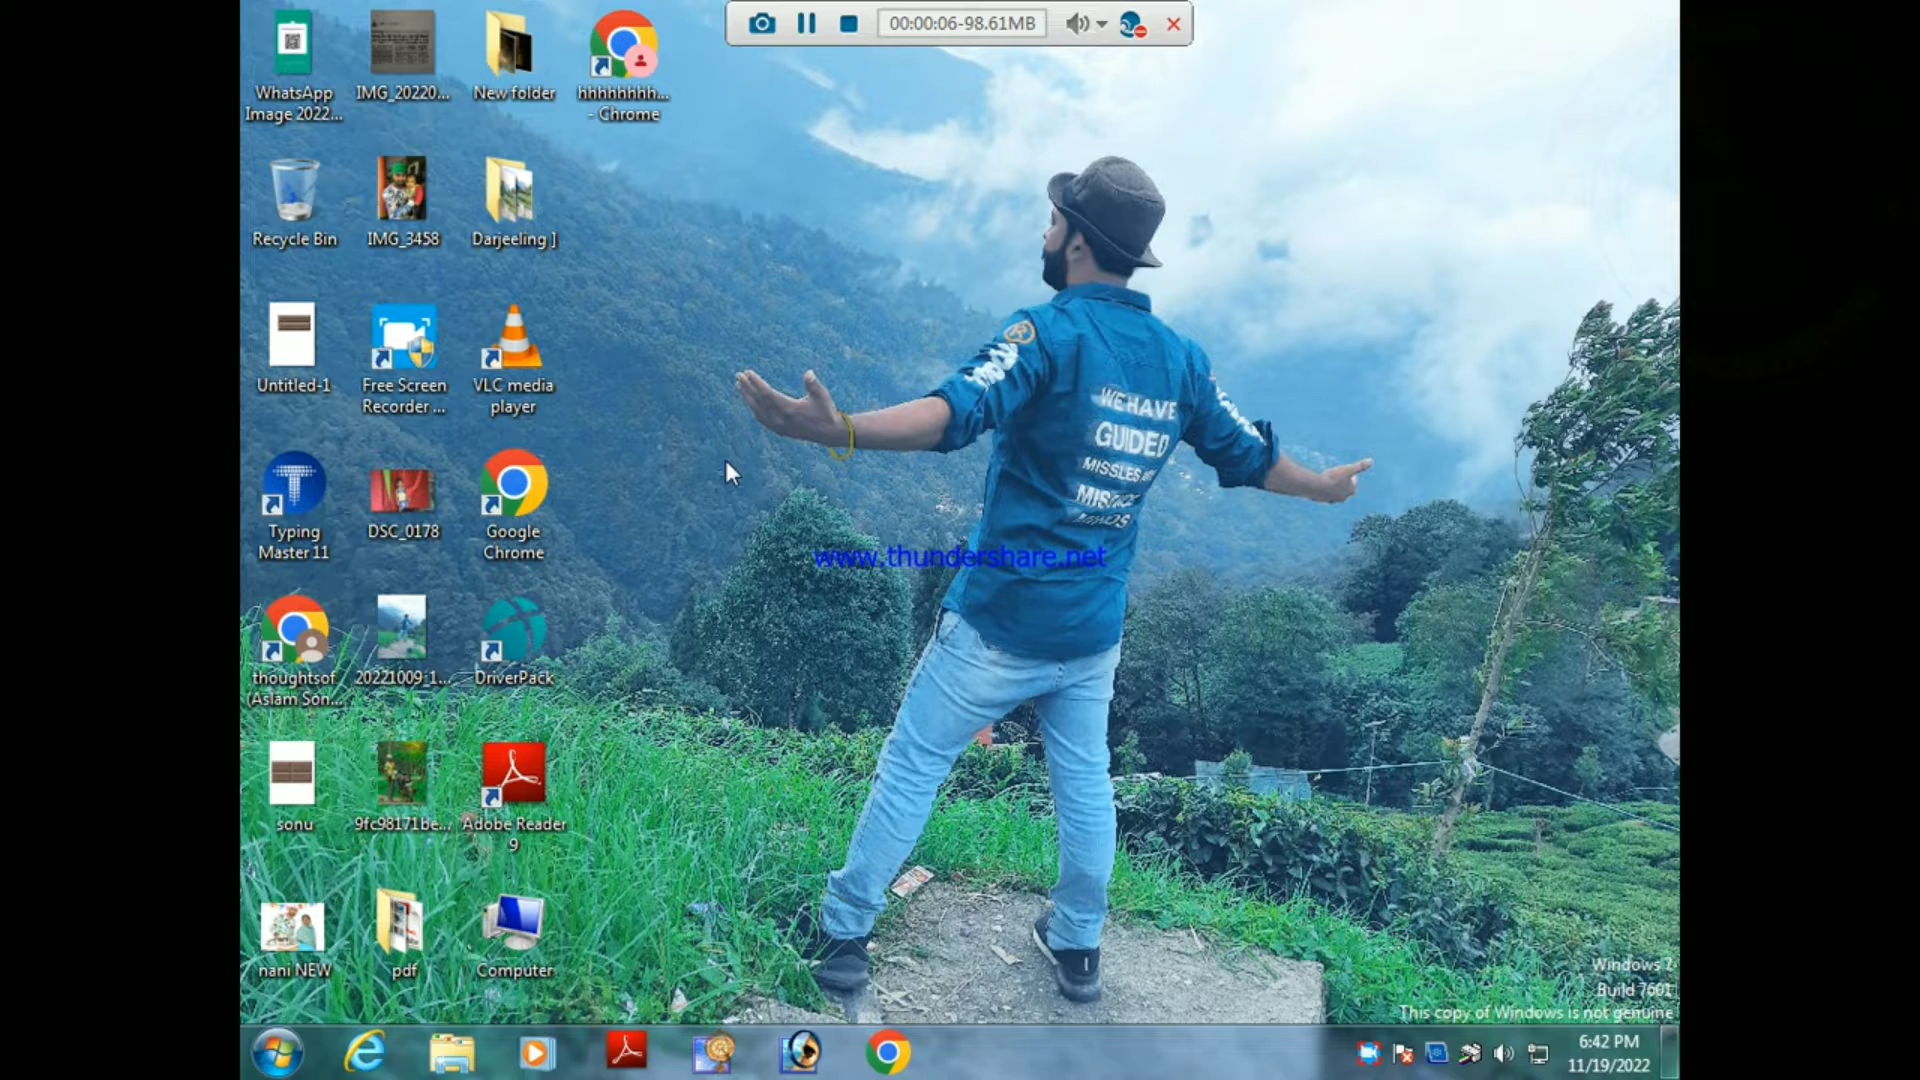 00:00:06-98.61MB
WhatsApp
Image 2022...
IMG_20220...
New folder
hhhhhhhh...
- Chrome
Recycle Bin
IMG_3458
Darjeeling ]
Untitled-1
Free Screen
Recorder ...
VLC media
player
Typing
Master 11
DSC_0178
Google
Chrome
thoughtsof
(Aslam Son...
20221009_1...
DriverPack
sonu
9fc98171be...
Adobe Reader
9
nani NEW
pdf
Computer
WE HAVE
GUIDED
MISSLES
www.thundershare.net
Windows 7
Build 7601
This copy of Windows is not genuine
6:42 PM
11/19/2022